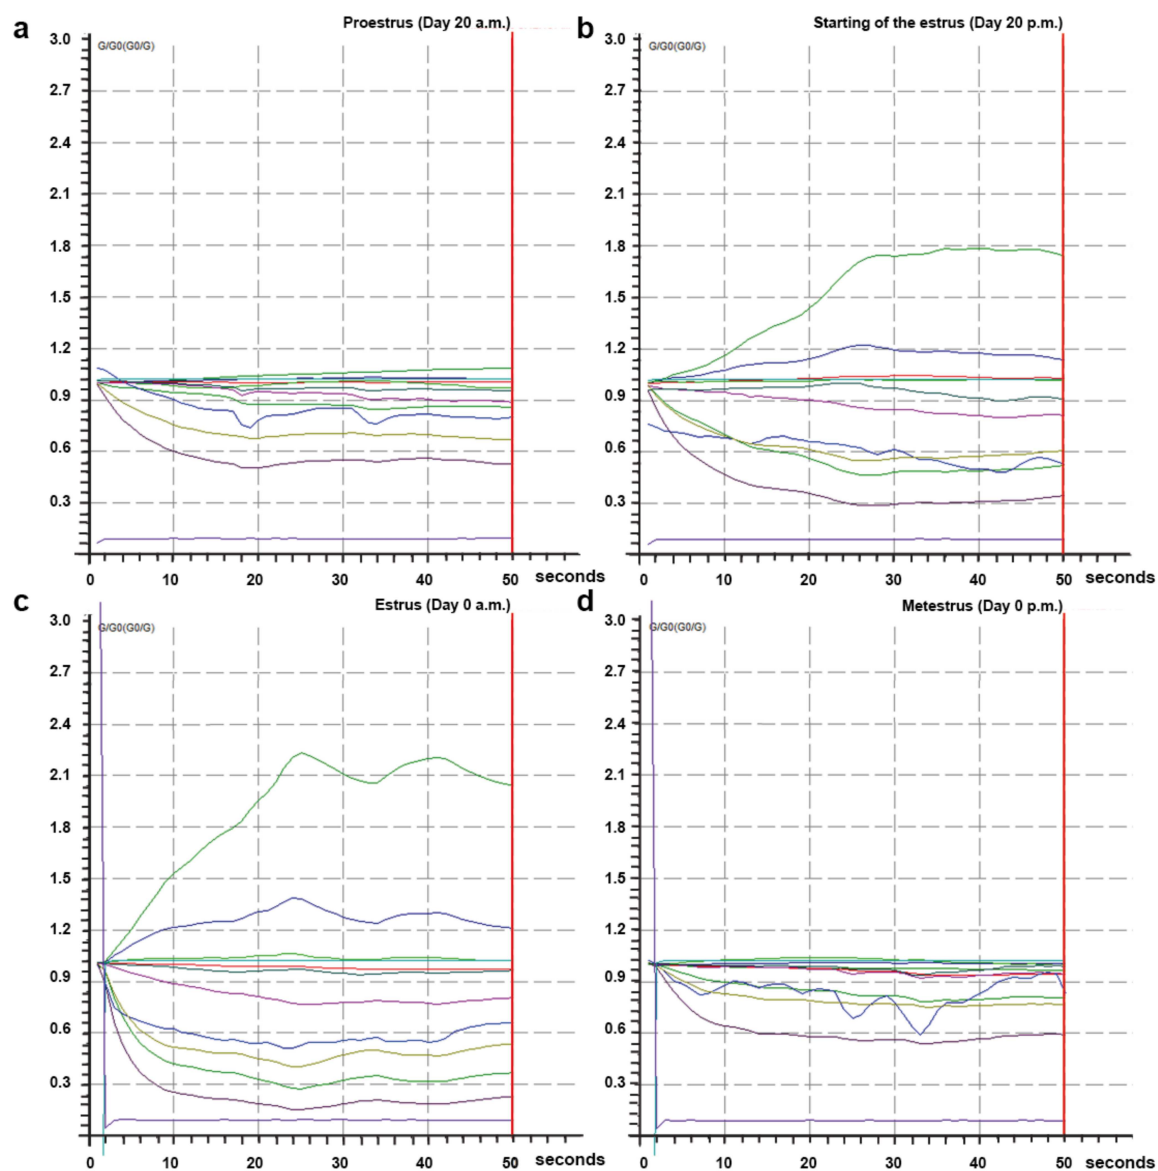 a
Proestrus (Day 20 a.m.)
G/G0(G0/G)
3.0
2.7
2.4
2.1
1.8
1.5
1.2
0.9
0.6
0.3
0 10 20 30 40 50 seconds
b
Starting of the estrus (Day 20 p.m.)
G/G0(G0/G)
3.0
2.7
2.4
2.1
1.8
1.5
1.2
0.9
0.6
0.3
0 10 20 30 40 50 seconds
c
Estrus (Day 0 a.m.)
G/G0(G0/G)
3.0
2.7
2.4
2.1
1.8
1.5
1.2
0.9
0.6
0.3
0 10 20 30 40 50 seconds
d
Metestrus (Day 0 p.m.)
G/G0(G0/G)
3.0
2.7
2.4
2.1
1.8
1.5
1.2
0.9
0.6
0.3
0 10 20 30 40 50 seconds